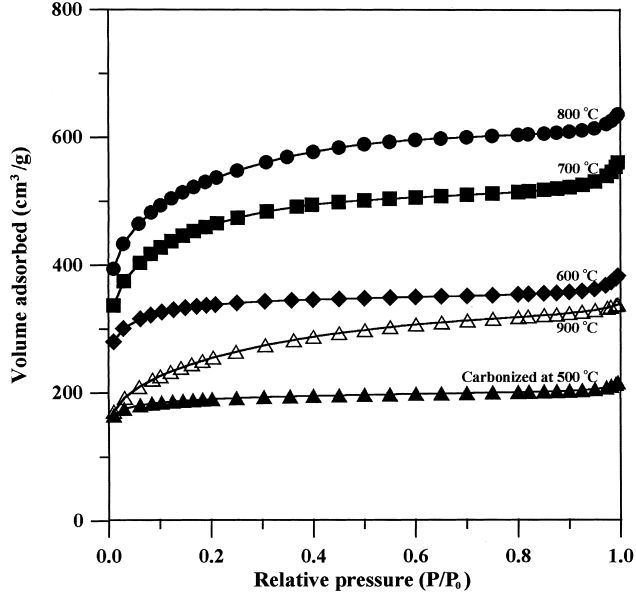 800
600
400
200
0
Volume adsorbed (cm³/g)
800 °C
700 °C
600 °C
900 °C
Carbonized at 500 °C
0.0 0.2 0.4 0.6 0.8 1.0
Relative pressure (P/P₀)